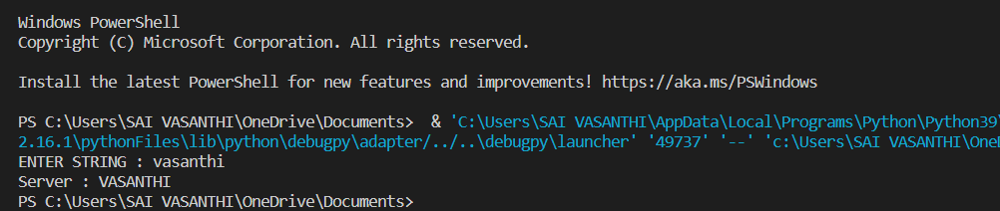 Windows PowerShell
Copyright (C) Microsoft Corporation. All rights reserved.
Install the latest PowerShell for new features and improvements! https://aka.ms/PSWindows
PS C:\Users\SAI VASANTHI\OneDrive\Documents>  & 'C:\Users\SAI VASANTHI\AppData\Local\Programs\Python\Python39\
2.16.1\pythonFiles\lib\python\debugpy\adapter/../..\debugpy\launcher' '49737' '--' 'c:\Users\SAI VASANTHI\One
ENTER STRING : vasanthi
Server : VASANTHI
PS C:\Users\SAI VASANTHI\OneDrive\Documents>